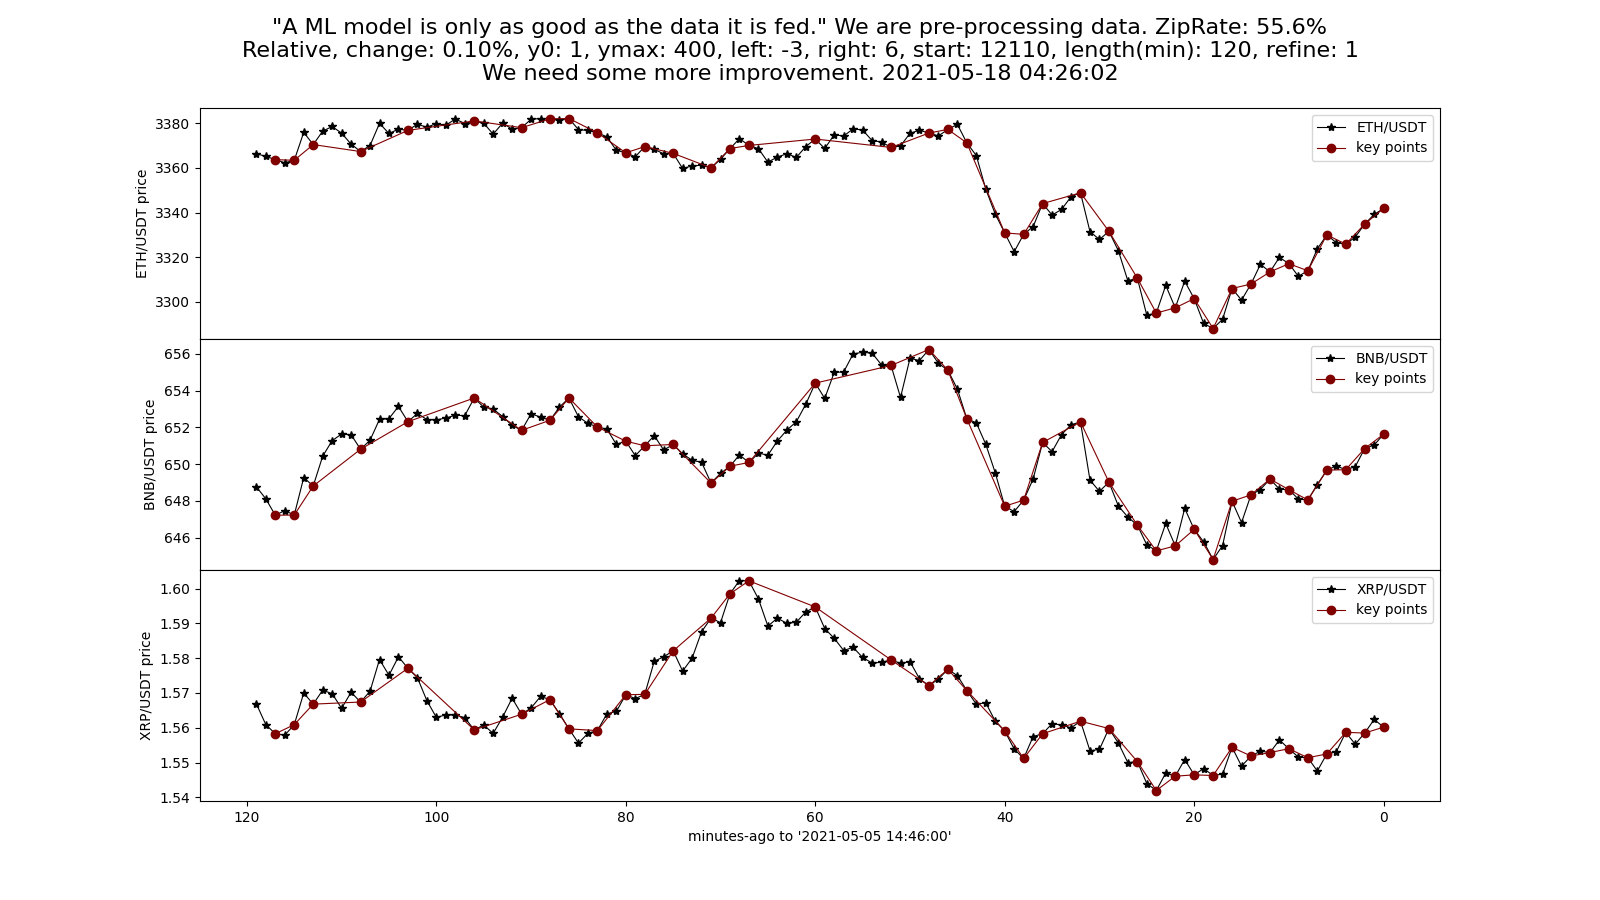 "A ML model is only as good as the data it is fed." We are pre-processing data. ZipRate: 55.6%
Relative, change: 0.10%, y0: 1, ymax: 400, left: -3, right: 6, start: 12110, length(min): 120, refine: 1
We need some more improvement. 2021-05-18 04:26:02
ETH/USDT price
3380
3360
3340
3320
3300
ETH/USDT
key points
BNB/USDT price
656
654
652
650
648
646
BNB/USDT
key points
XRP/USDT price
1.60
1.59
1.58
1.57
1.56
1.55
1.54
XRP/USDT
key points
120
100
80
60
40
20
0
minutes-ago to '2021-05-05 14:46:00'